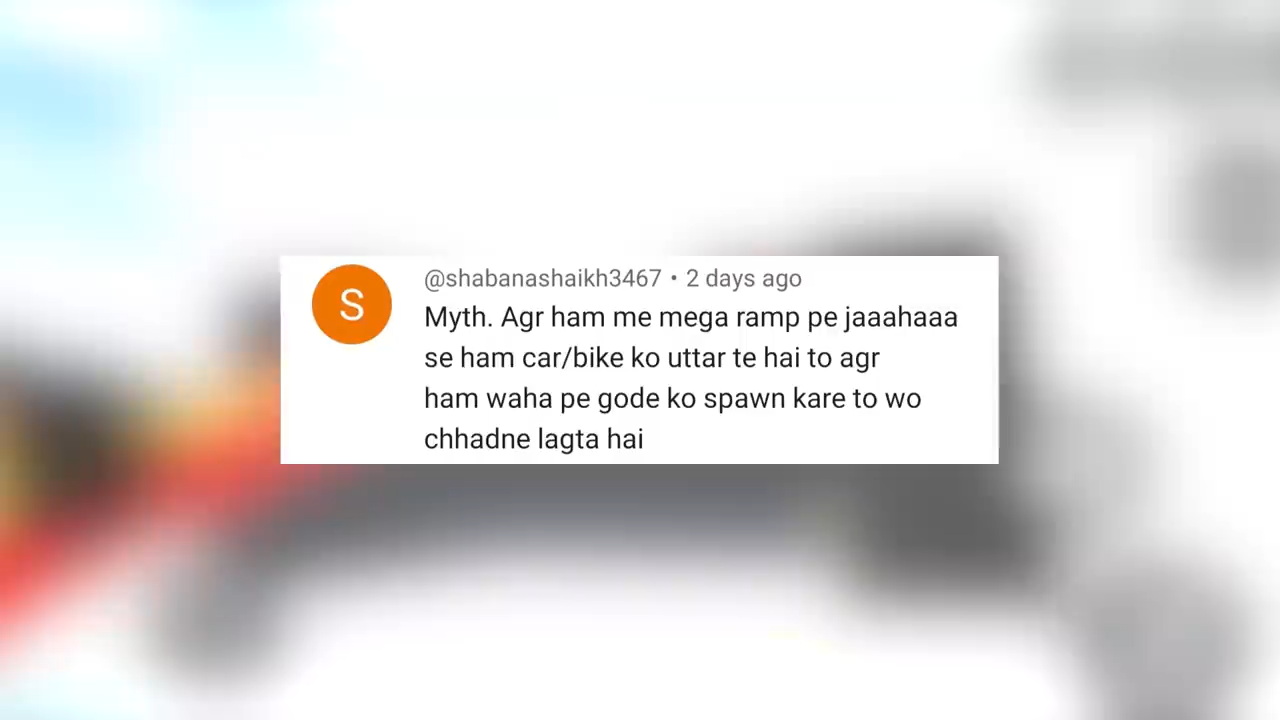 S
@shabanashaikh3467 • 2 days ago
Myth. Agr ham me mega ramp pe jaaahaaa
se ham car/bike ko uttar te hai to agr
ham waha pe gode ko spawn kare to wo
chhadne lagta hai